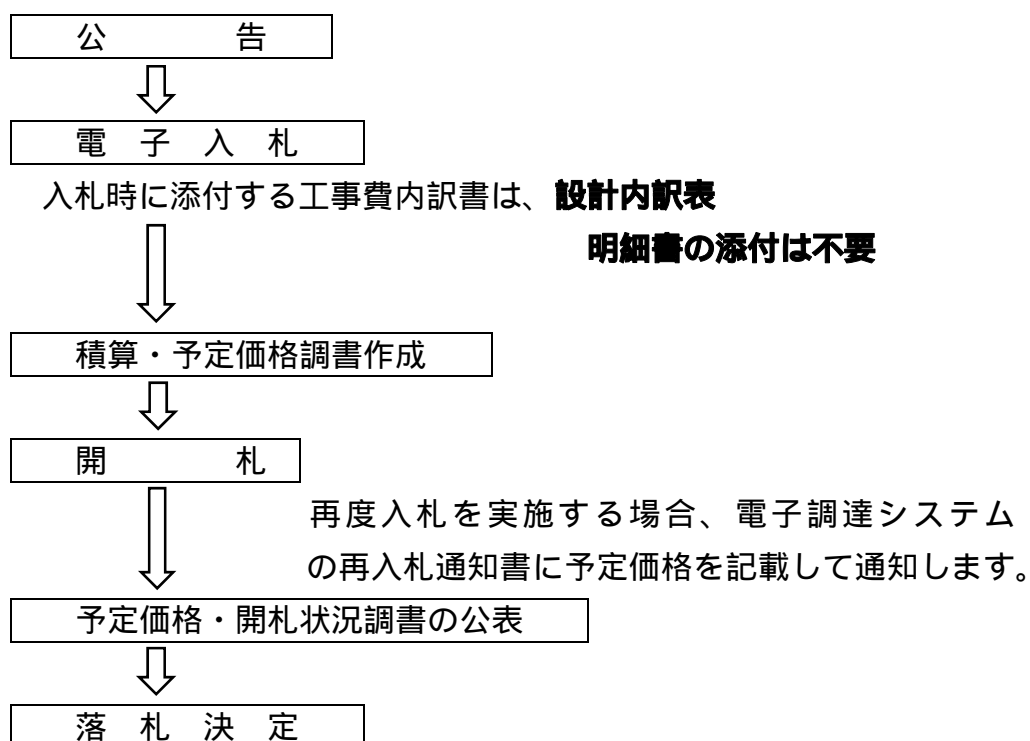 公　　　　告
電　子　入　札
入札時に添付する工事費内訳書は、設計内訳表
明細書の添付は不要
積算・予定価格調書作成
開　　　　札
再度入札を実施する場合、電子調達システム
の再入札通知書に予定価格を記載して通知します。
予定価格・開札状況調書の公表
落　札　決　定